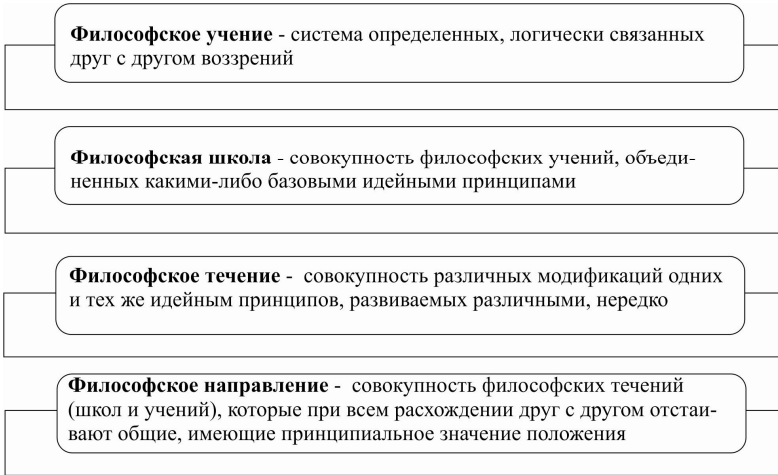 Философское учение - система определенных, логически связанных
друг с другом воззрений
Философская школа - совокупность философских учений, объеди-
ненных какими-либо базовыми идейными принципами
Философское течение -  совокупность различных модификаций одних
и тех же идейным принципов, развиваемых различными, нередко
Философское направление -  совокупность философских течений
(школ и учений), которые при всем расхождении друг с другом отстаи-
вают общие, имеющие принципиальное значение положения